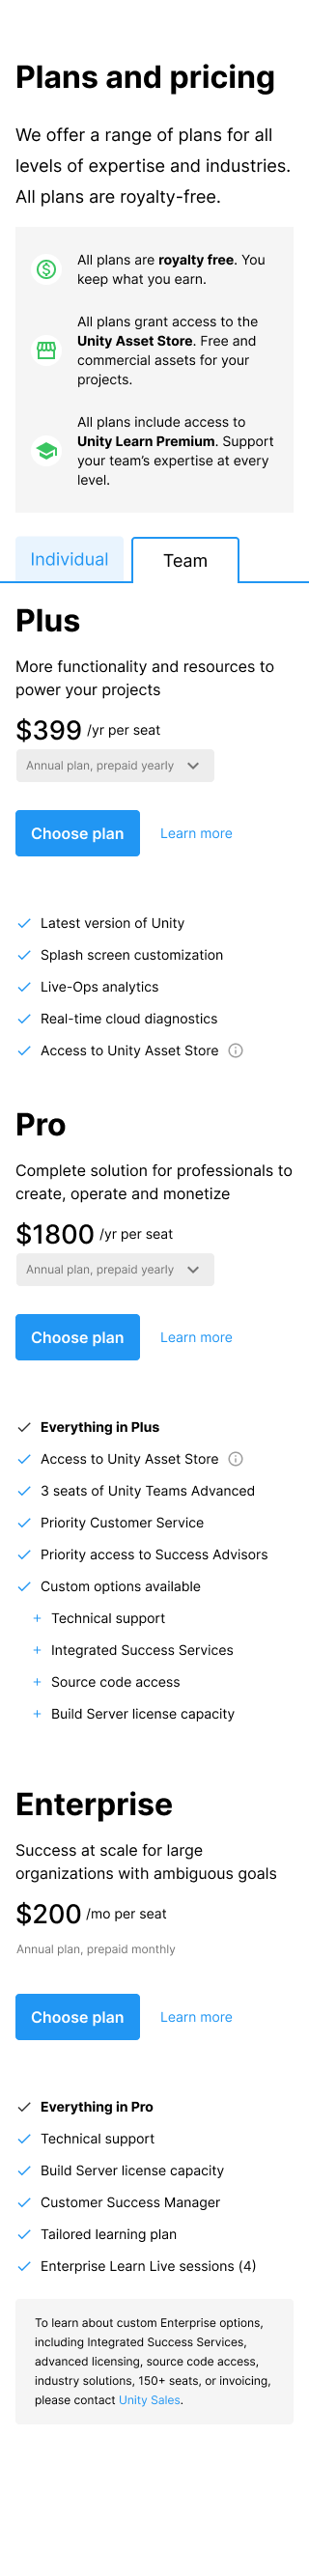 Plans and pricing
We offer a range of plans for all
levels of expertise and industries.
All plans are royalty-free.
All plans are royalty free. You
keep what you earn.
All plans grant access to the
Unity Asset Store. Free and
commercial assets for your
projects.
All plans include access to
Unity Learn Premium. Support
your team’s expertise at every
level.
Individual Team
Plus
More functionality and resources to
power your projects
$399 /yr per seat
Annual plan, prepaid yearly
Choose plan Learn more
Latest version of Unity
Splash screen customization
Live-Ops analytics
Real-time cloud diagnostics
Access to Unity Asset Store
Pro
Complete solution for professionals to
create, operate and monetize
$1800 /yr per seat
Annual plan, prepaid yearly
Choose plan Learn more
Everything in Plus
Access to Unity Asset Store
3 seats of Unity Teams Advanced
Priority Customer Service
Priority access to Success Advisors
Custom options available
+ Technical support
+ Integrated Success Services
+ Source code access
+ Build Server license capacity
Enterprise
Success at scale for large
organizations with ambiguous goals
$200 /mo per seat
Annual plan, prepaid monthly
Choose plan Learn more
Everything in Pro
Technical support
Build Server license capacity
Customer Success Manager
Tailored learning plan
Enterprise Learn Live sessions (4)
To learn about custom Enterprise options,
including Integrated Success Services,
advanced licensing, source code access,
industry solutions, 150+ seats, or invoicing,
please contact Unity Sales.